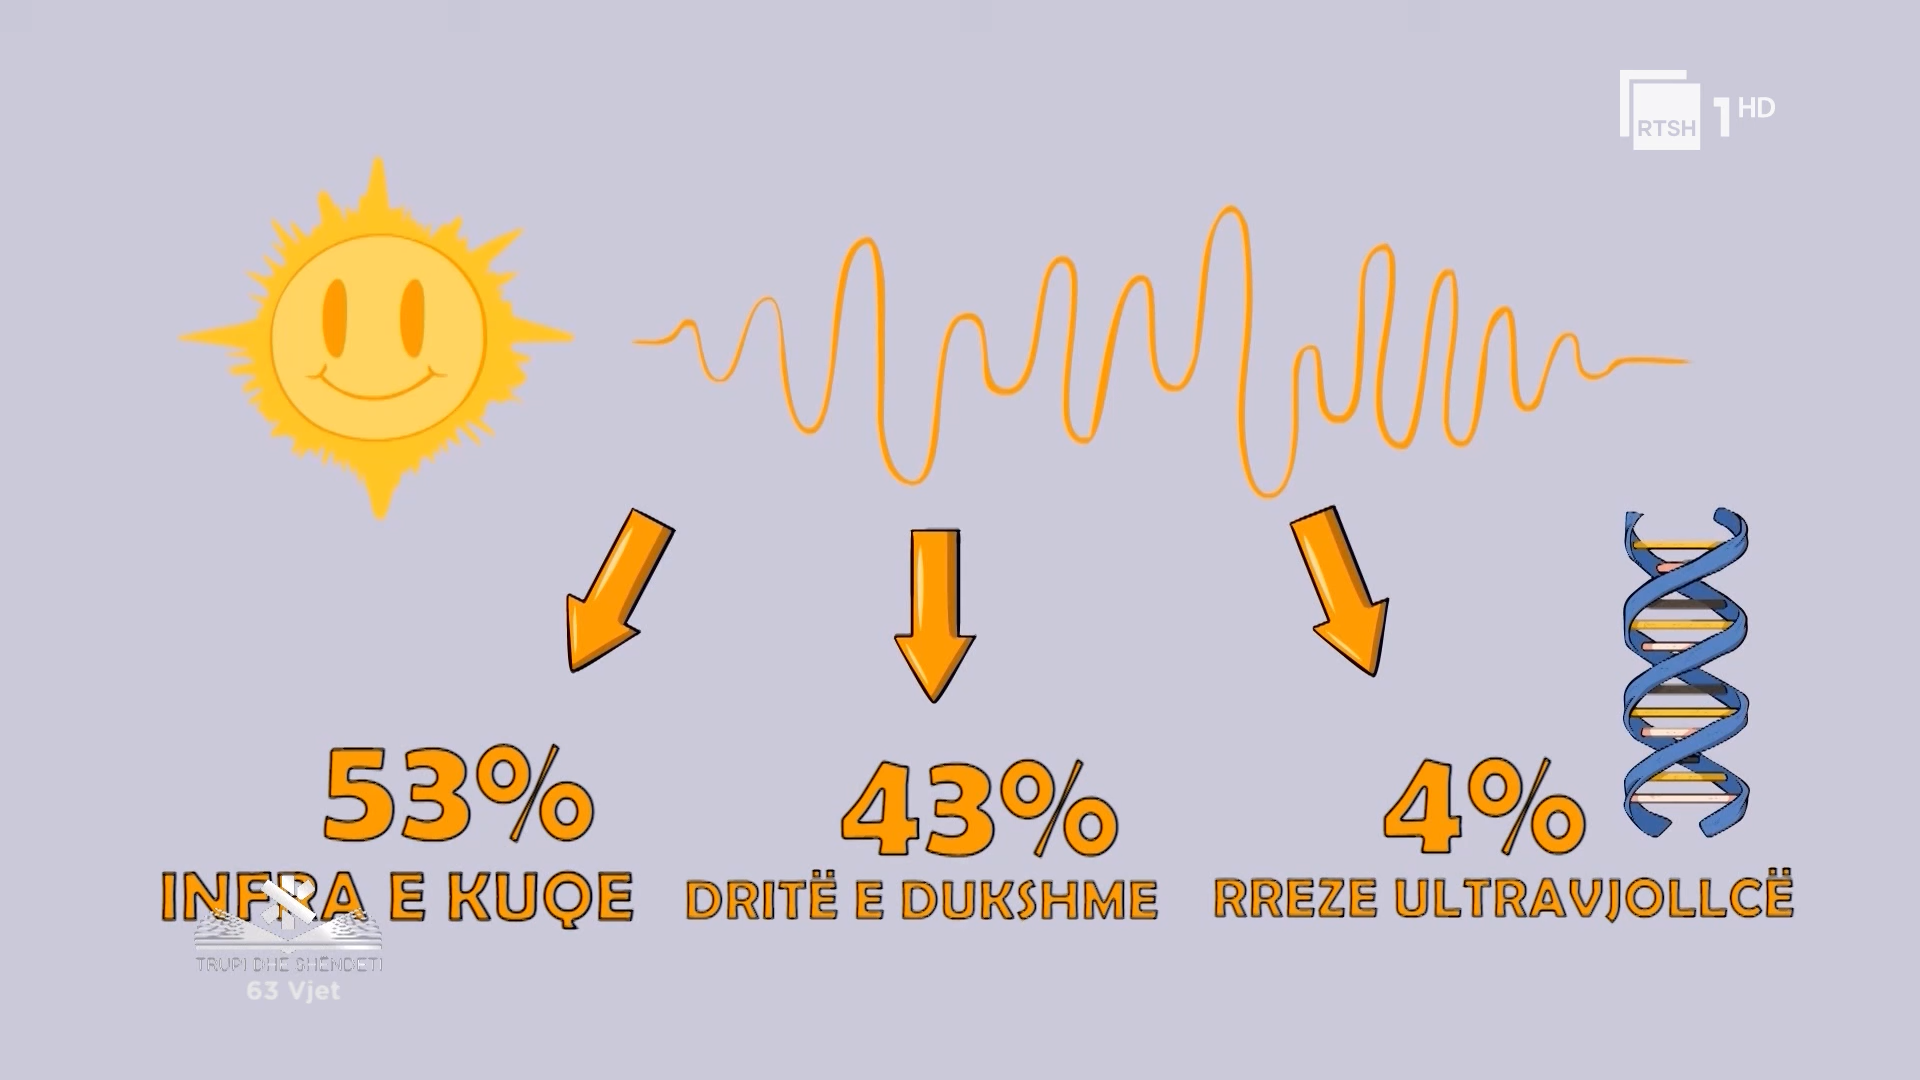 RTSH 1 HD
53%
INFRA E KUQE
43%
DRITË E DUKSHME
4%
RREZE ULTRAVJOLLCË
TRUPI DHE SHËNDETI
63 Vjet